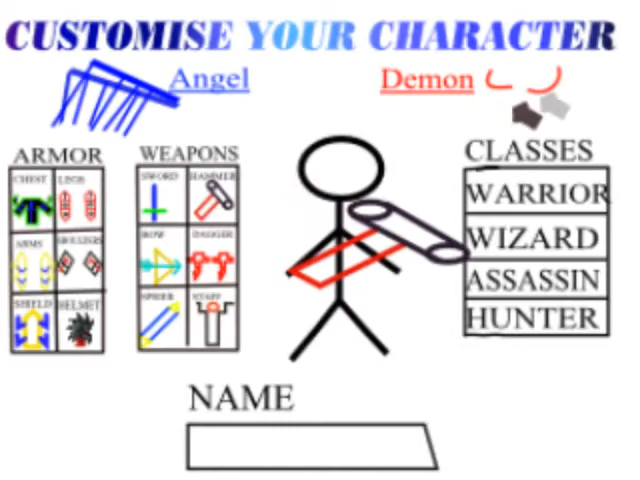 CUSTOMISE YOUR CHARACTER
Angel
Demon
ARMOR
WEAPONS
CLASSES
CHEST
LEGS
SWORD
HAMMER
WARRIOR
ARMS
BOW
DAGGER
WIZARD
ASSASSIN
SHIELD
HELMET
STAFF
HUNTER
NAME